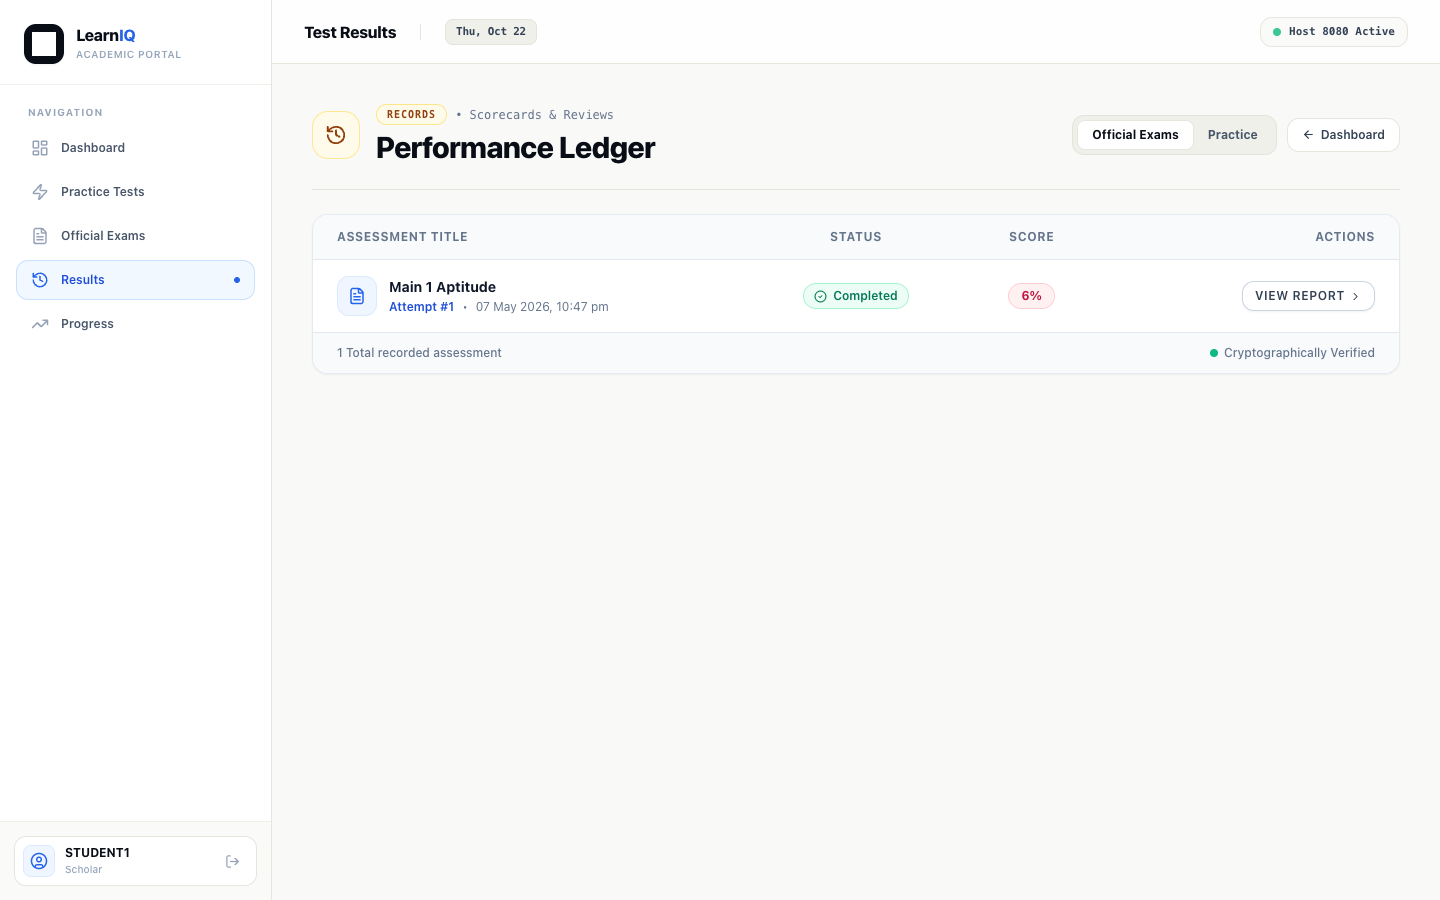 LearnIQ
ACADEMIC PORTAL
NAVIGATION
Dashboard
Practice Tests
Official Exams
Results
Progress
STUDENT1
Scholar
Test Results
Thu, Oct 22
Host 8080 Active
RECORDS • Scorecards & Reviews
Performance Ledger
Official Exams
Practice
← Dashboard
ASSESSMENT TITLE
STATUS
SCORE
ACTIONS
Main 1 Aptitude
Attempt #1 • 07 May 2026, 10:47 pm
Completed
6%
VIEW REPORT
1 Total recorded assessment
Cryptographically Verified